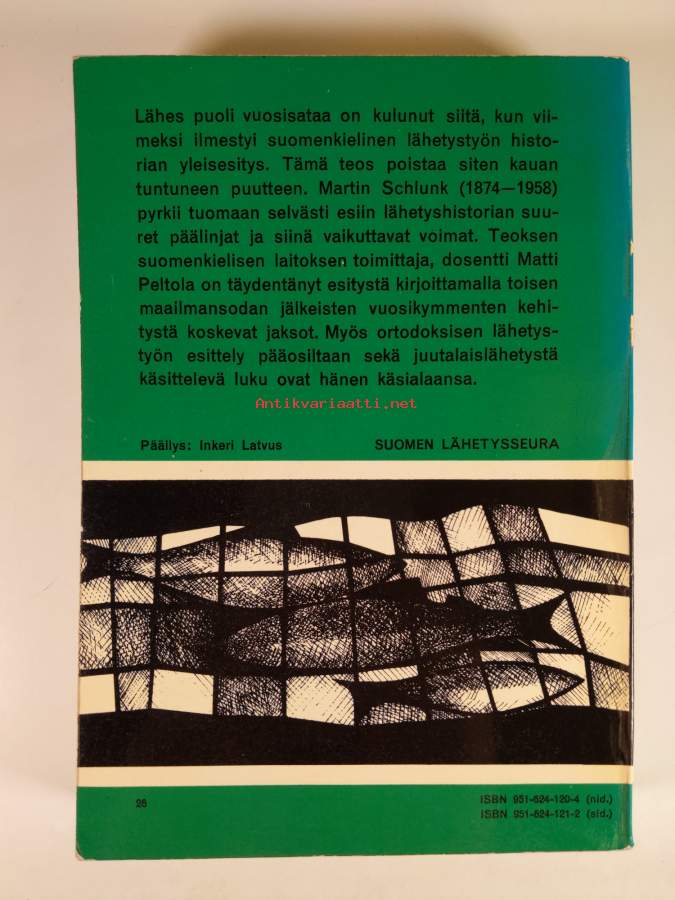 Lähes puoli vuosisataa on kulunut siitä, kun vii-
meksi ilmestyi suomenkielinen lähetystyön histo-
rian yleisesitys. Tämä teos poistaa siten kauan
tuntuneen puutteen. Martin Schlunk (1874—1958)
pyrkii tuomaan selvästi esiin lähetyshistorian suu-
ret päälinjat ja siinä vaikuttavat voimat. Teoksen
suomenkielisen laitoksen toimittaja, dosentti Matti
Peltola on täydentänyt esitystä kirjoittamalla toisen
maailmansodan jälkeisten vuosikymmenten kehi-
tystä koskevat jaksot. Myös ortodoksisen lähetys-
työn esittely pääosiltaan sekä juutalaislähetystä
käsittelevä luku ovat hänen käsialaansa.
Antikvariaatti.net
Päällys: Inkeri Latvus SUOMEN LÄHETYSSEURA
26 ISBN 951-624-120-4 (nid.)
ISBN 951-624-121-2 (sid.)